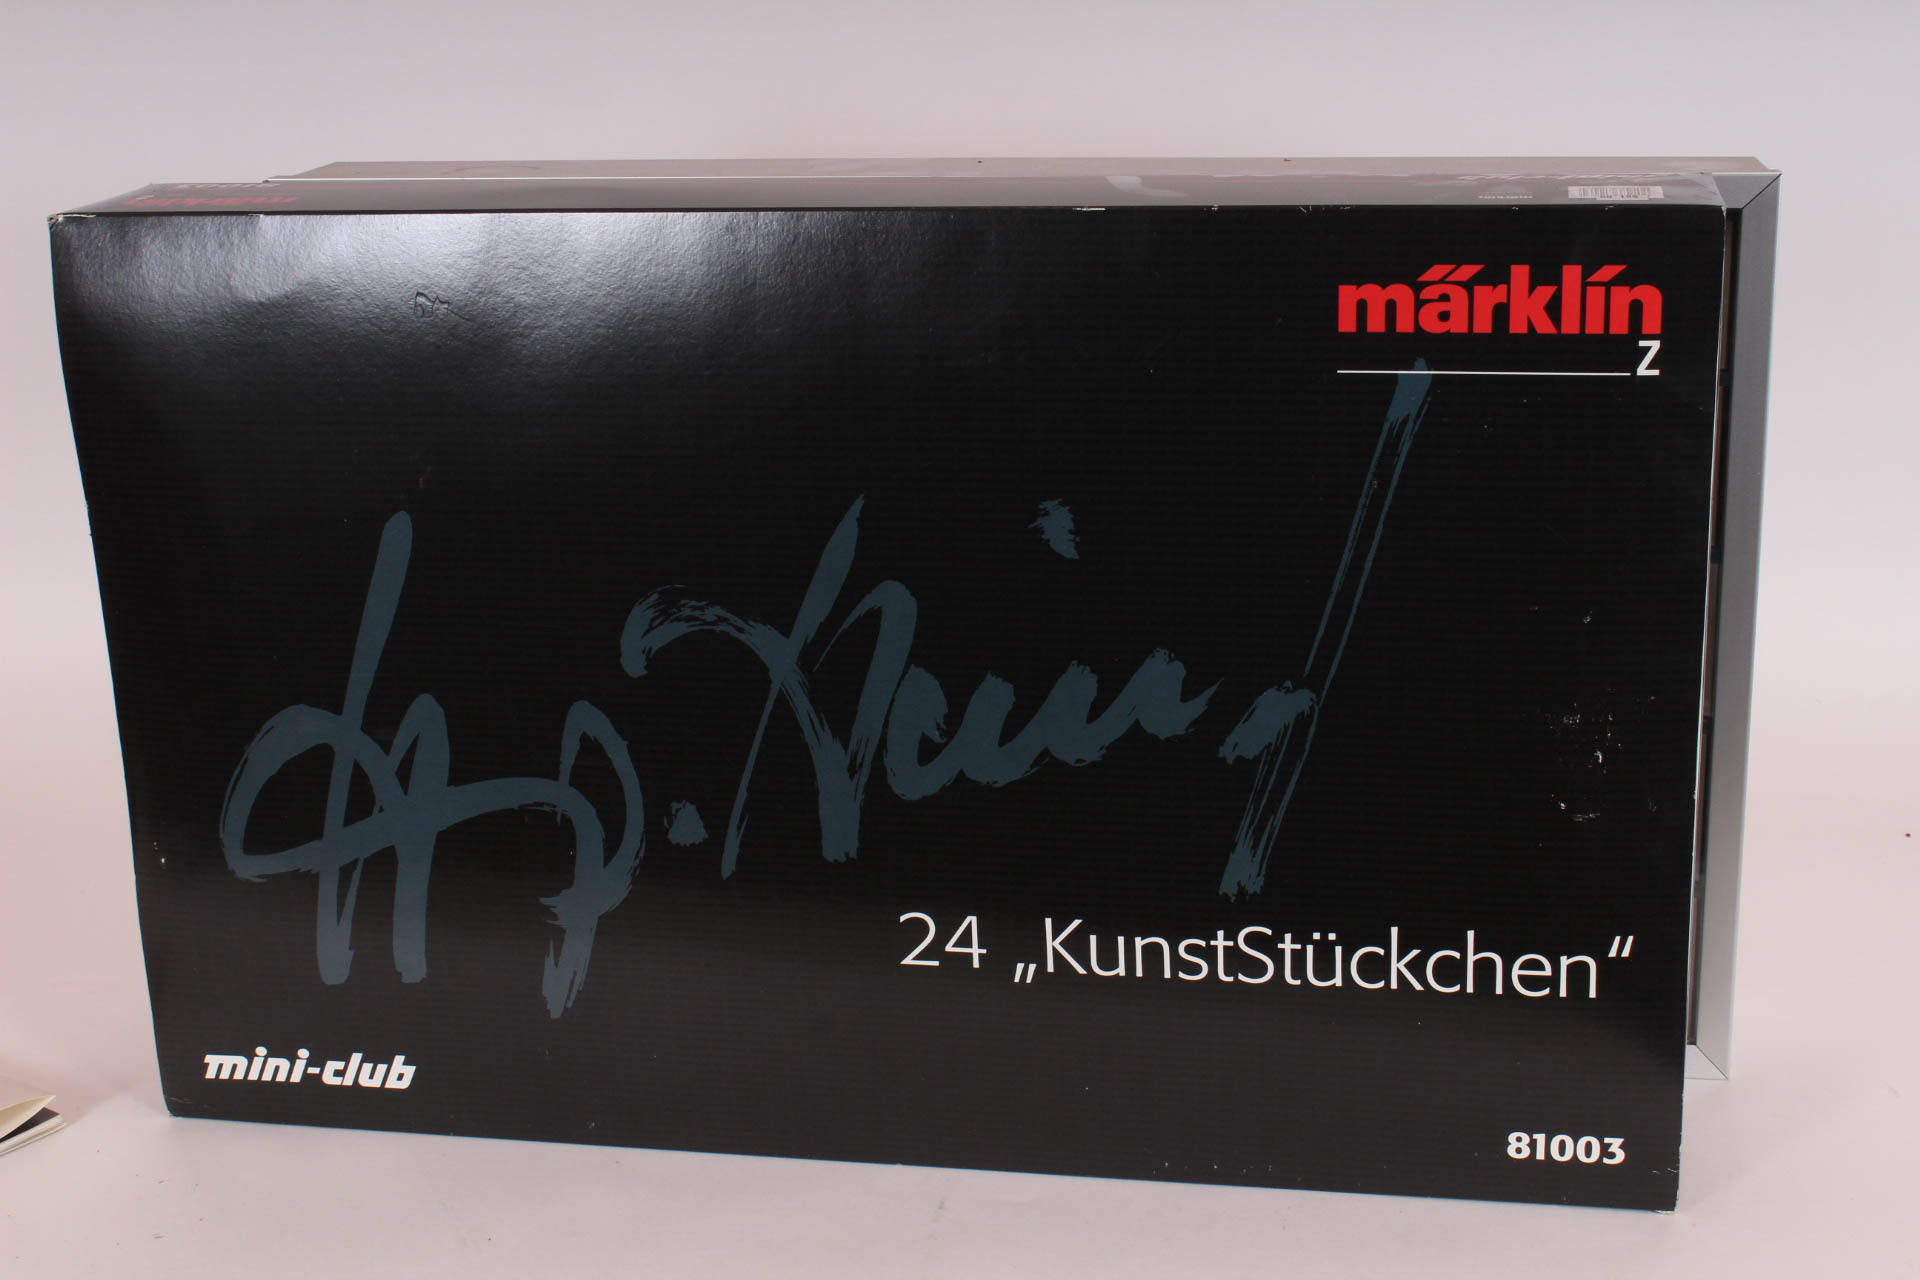 märklin
Z
24 „KunstStückchen“
mini-club
81003